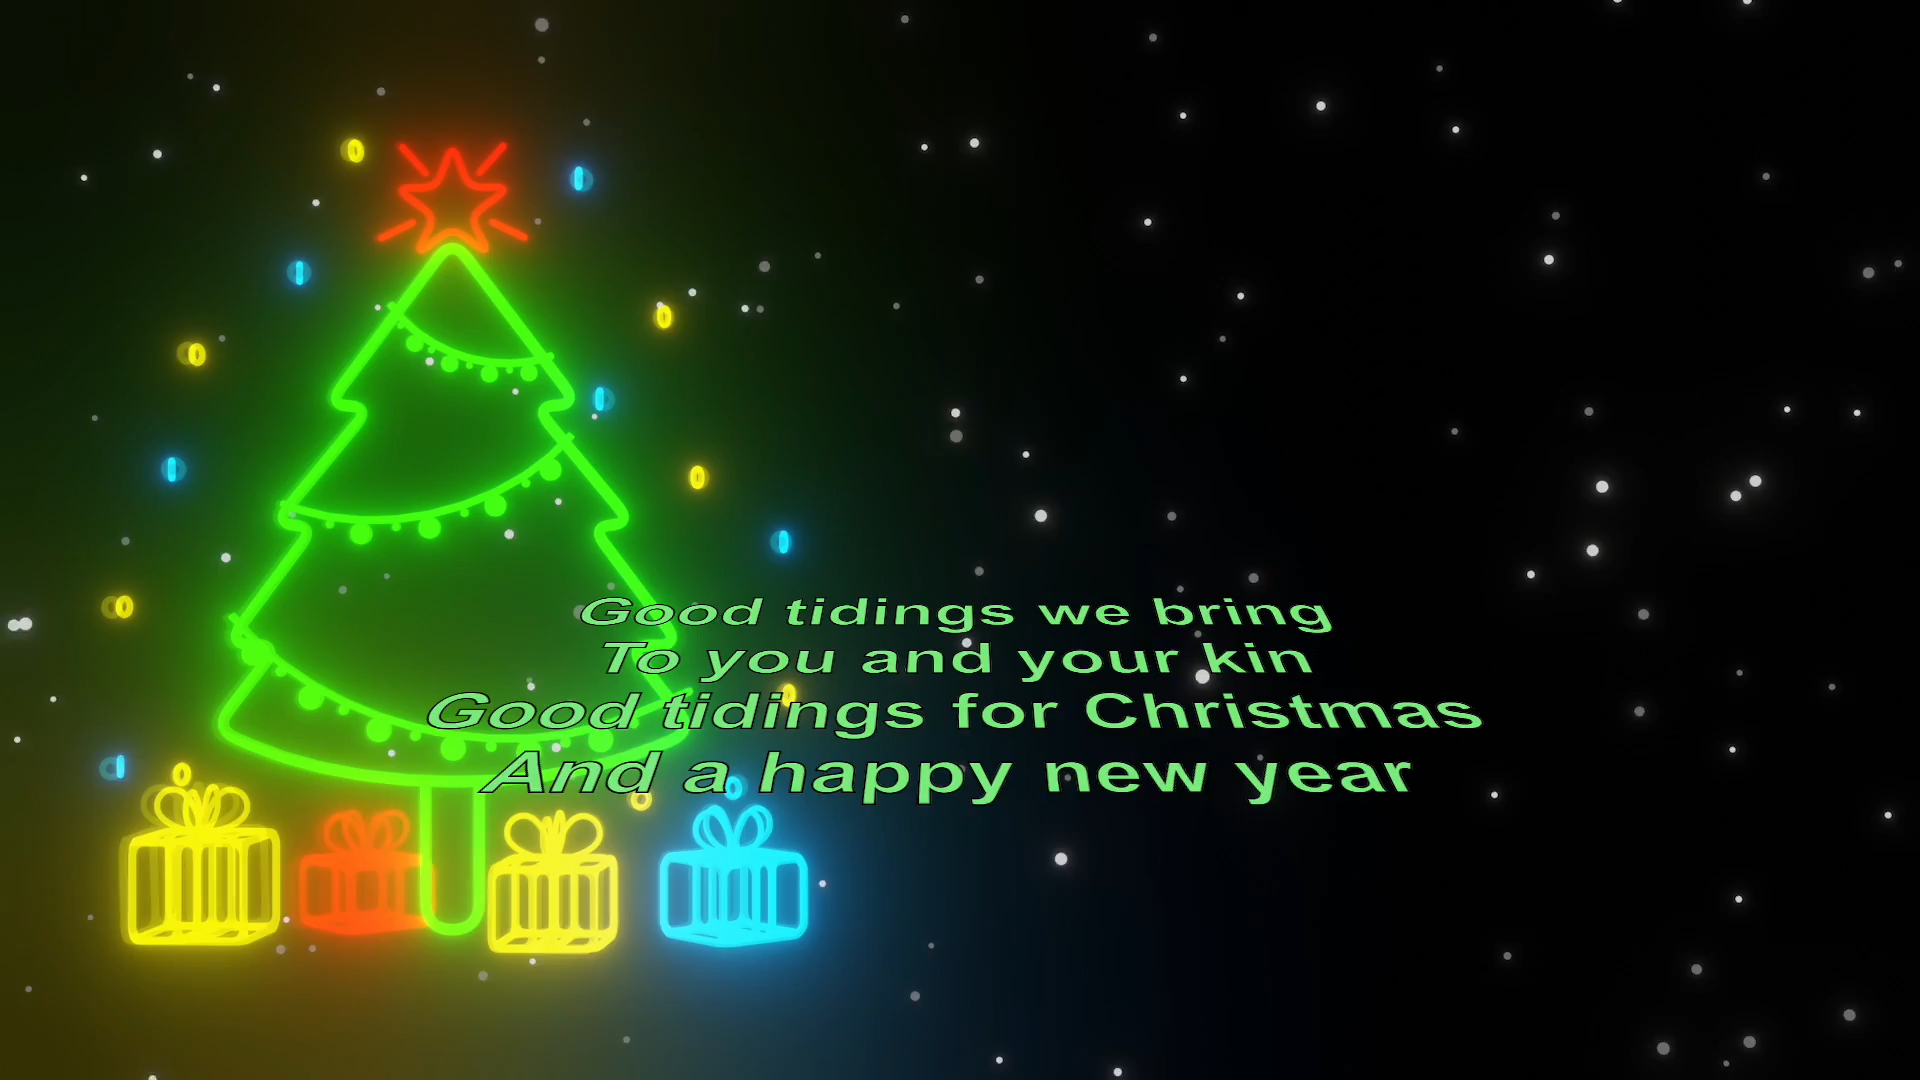 Good tidings we bring
To you and your kin
Good tidings for Christmas
And a happy new year